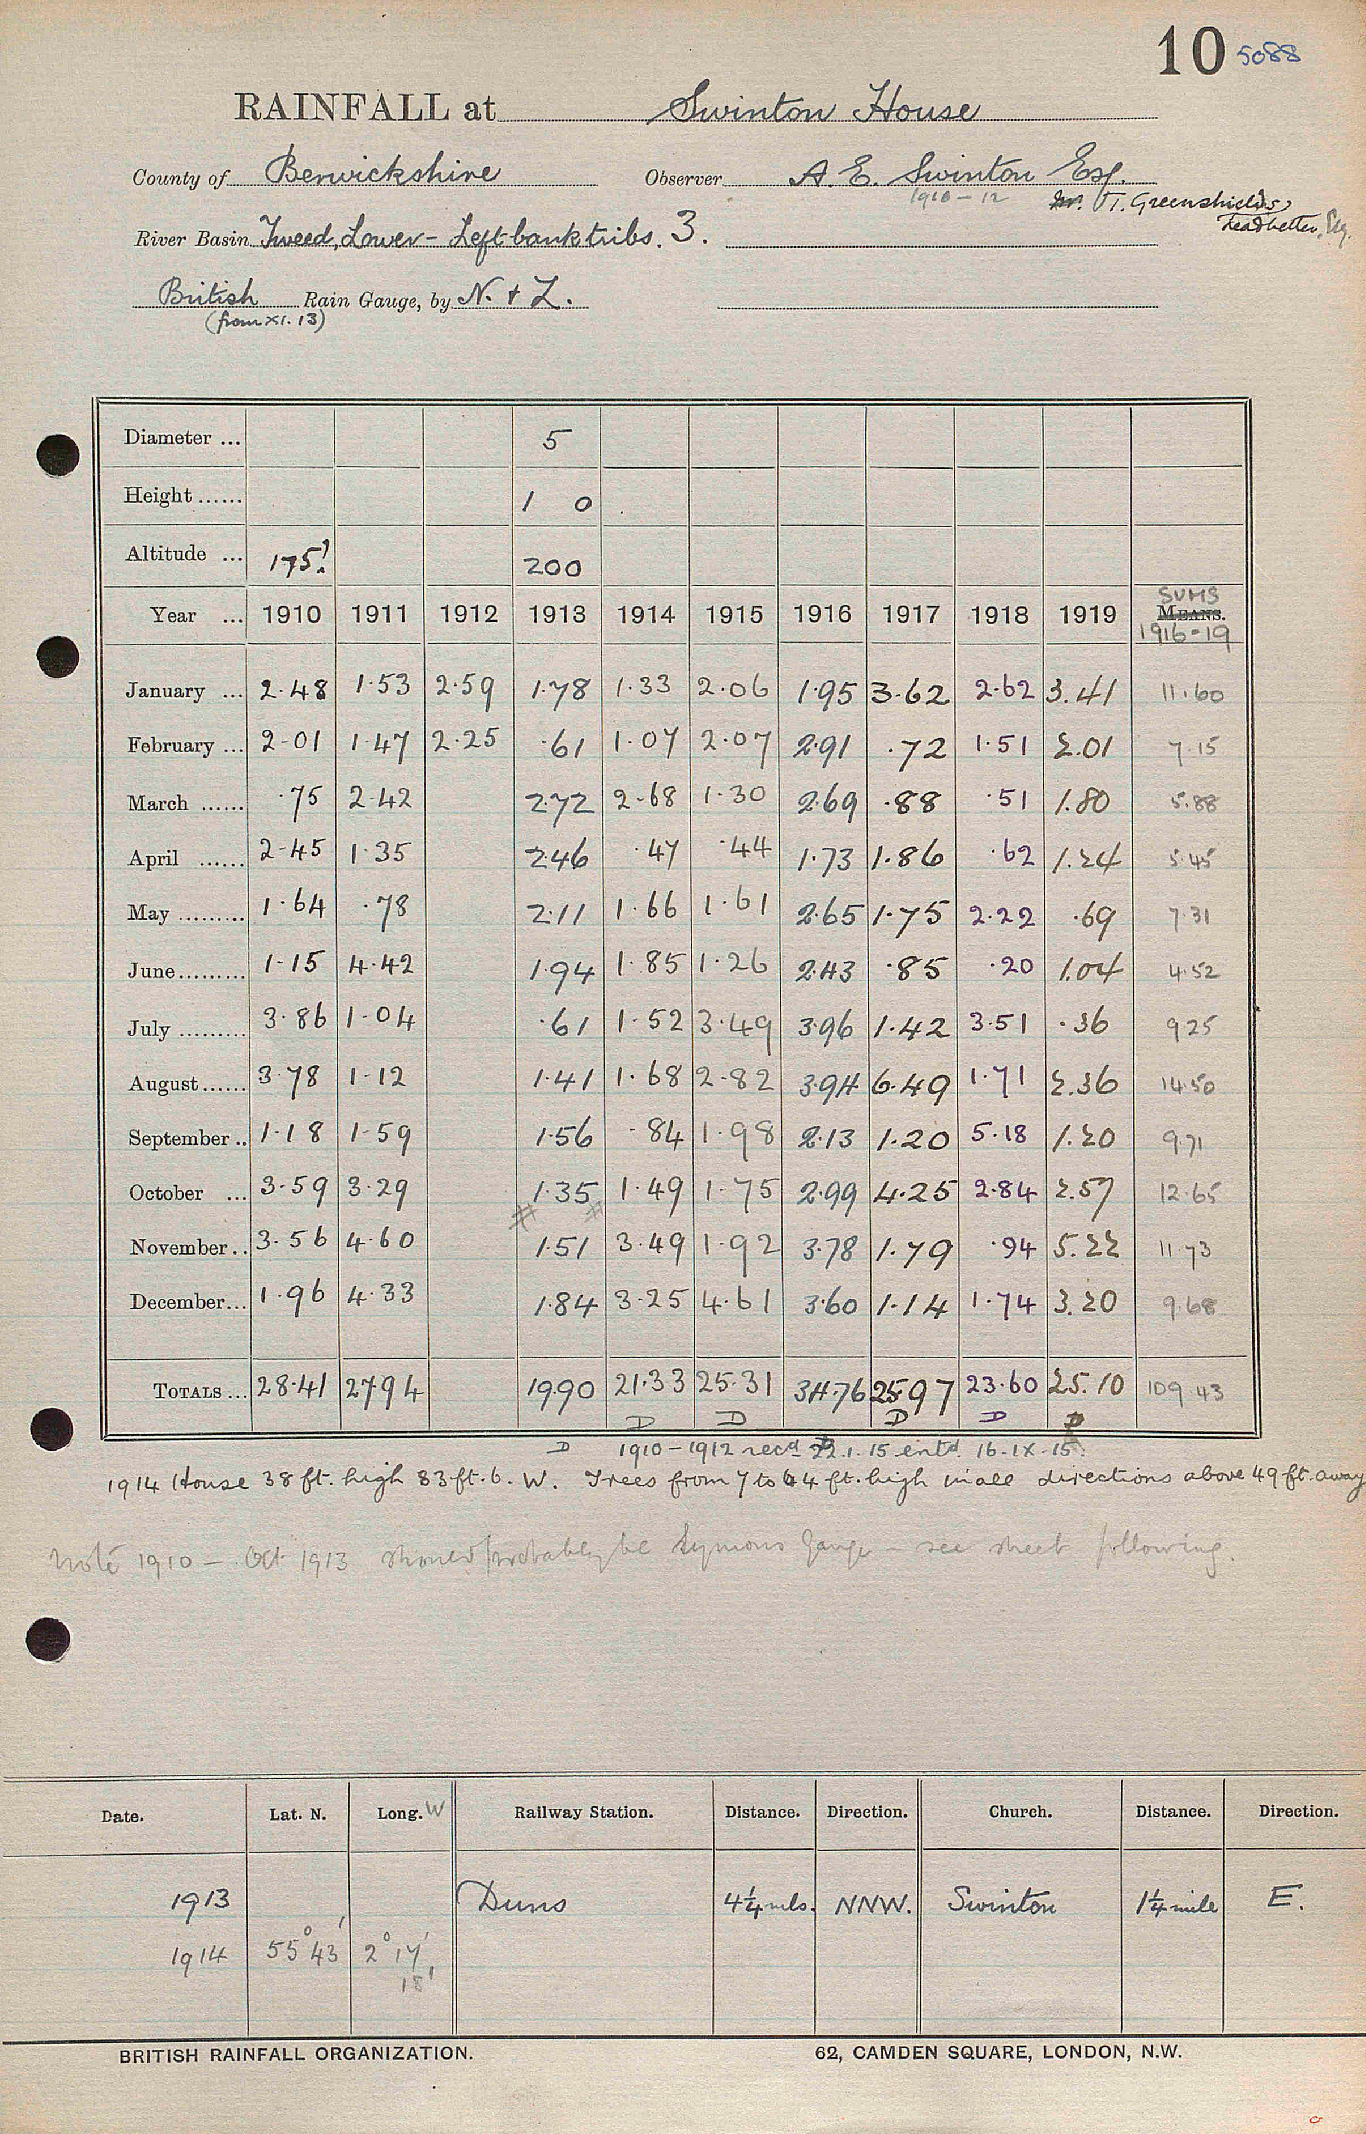 10 5088
RAINFALL at Swinton House
County of Berwickshire Observer A. E. Swinton Esq.
1910-12 Mr. T. Greenshields
River Basin Tweed, Lower - Left bank tribs. 3. Leadbetter, Esq.
British Rain Gauge, by N. + Z.
(from XI. 13)
Diameter ... 5
Height ...... 1 0
Altitude ... 175? 200
SUMS
Year ... 1910 1911 1912 1913 1914 1915 1916 1917 1918 1919 MEANS.
1916-19
January ... 2.48 1.53 2.59 1.78 1.33 2.06 1.95 3.62 2.62 3.41 11.60
February ... 2.01 1.47 2.25 .61 1.07 2.07 2.91 .72 1.51 2.01 7.15
March ...... .75 2.42 2.72 2.68 1.30 2.69 .88 .51 1.80 5.88
April ...... 2.45 1.35 2.46 .47 .44 1.73 1.86 .62 1.24 5.45
May ......... 1.64 .78 2.11 1.66 1.61 2.65 1.75 2.22 .69 7.31
June......... 1.15 4.42 1.94 1.85 1.26 2.43 .85 .20 1.04 4.52
July ......... 3.86 1.04 .61 1.52 3.49 3.96 1.42 3.51 .36 9.25
August...... 3.78 1.12 1.41 1.68 2.82 3.94 6.49 1.71 2.36 14.50
September.. 1.18 1.59 1.56 .84 1.98 2.13 1.20 5.18 1.20 9.71
October ... 3.59 3.29 1.35 1.49 1.75 2.99 4.25 2.84 2.57 12.65
November.. 3.56 4.60 1.51 3.49 1.92 3.78 1.79 .94 5.22 11.73
December... 1.96 4.33 1.84 3.25 4.61 3.60 1.14 1.74 3.20 9.68
TOTALS ... 28.41 27.94 19.90 21.33 25.31 34.76 25.97 23.60 25.10 109.43
D D D D D
D 1910-1912 recd 22.1.15 entd. 16.IX.15.
1914 House 38 ft. high 83 ft. 6. W. Trees from 7 to 64 ft. high in all directions above 49 ft. away
Note 1910 - Oct 1913 should probably be Symons Gauge - see sheet following.
Date. Lat. N. Long. W Railway Station. Distance. Direction. Church. Distance. Direction.
1913 Duns 4¼ mls. NNW. Swinton 1¼ mile E.
1914 55° 43' 2° 17'
18'
BRITISH RAINFALL ORGANIZATION. 62, CAMDEN SQUARE, LONDON, N.W.